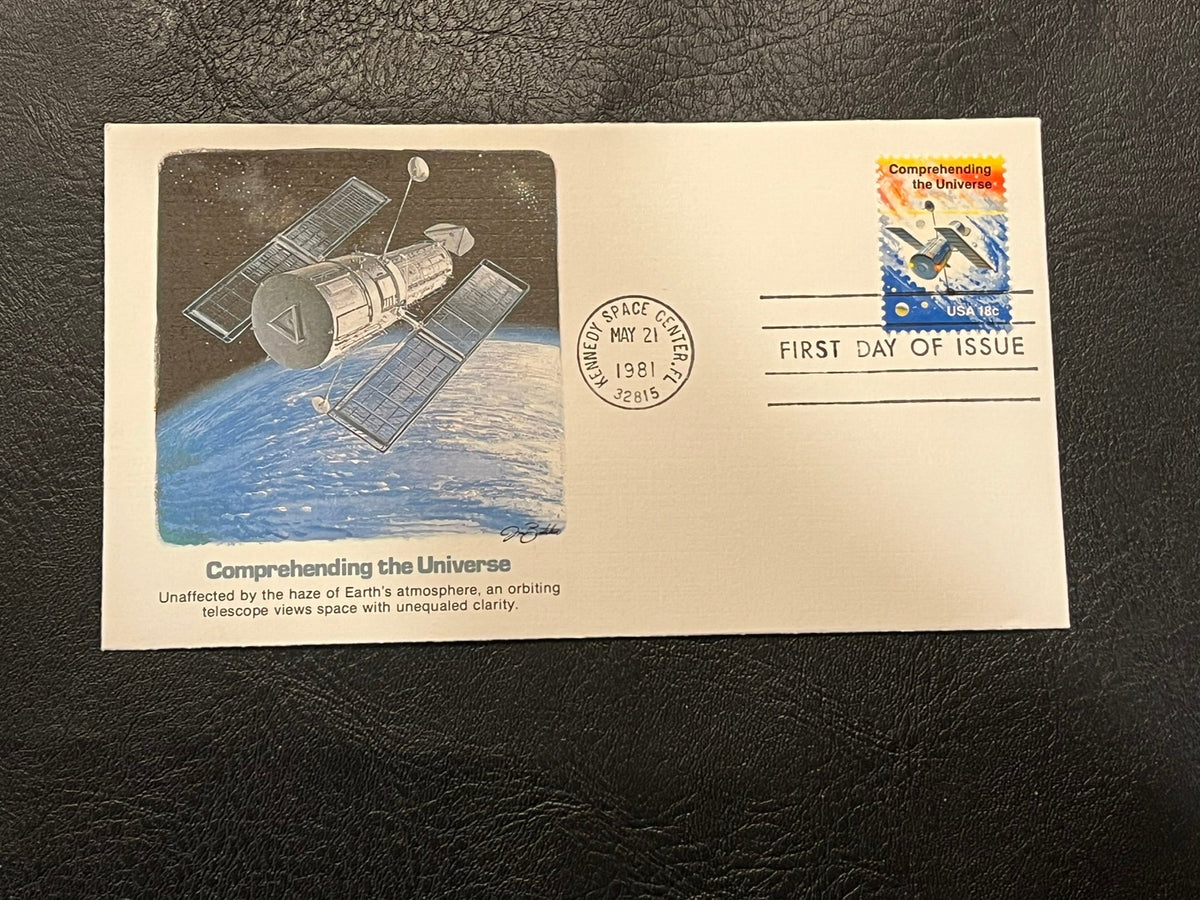 Comprehending
the Universe
USA 18c
KENNEDY SPACE CENTER, FL
MAY 21
1981
32815
FIRST DAY OF ISSUE
Comprehending the Universe
Unaffected by the haze of Earth's atmosphere, an orbiting
telescope views space with unequaled clarity.